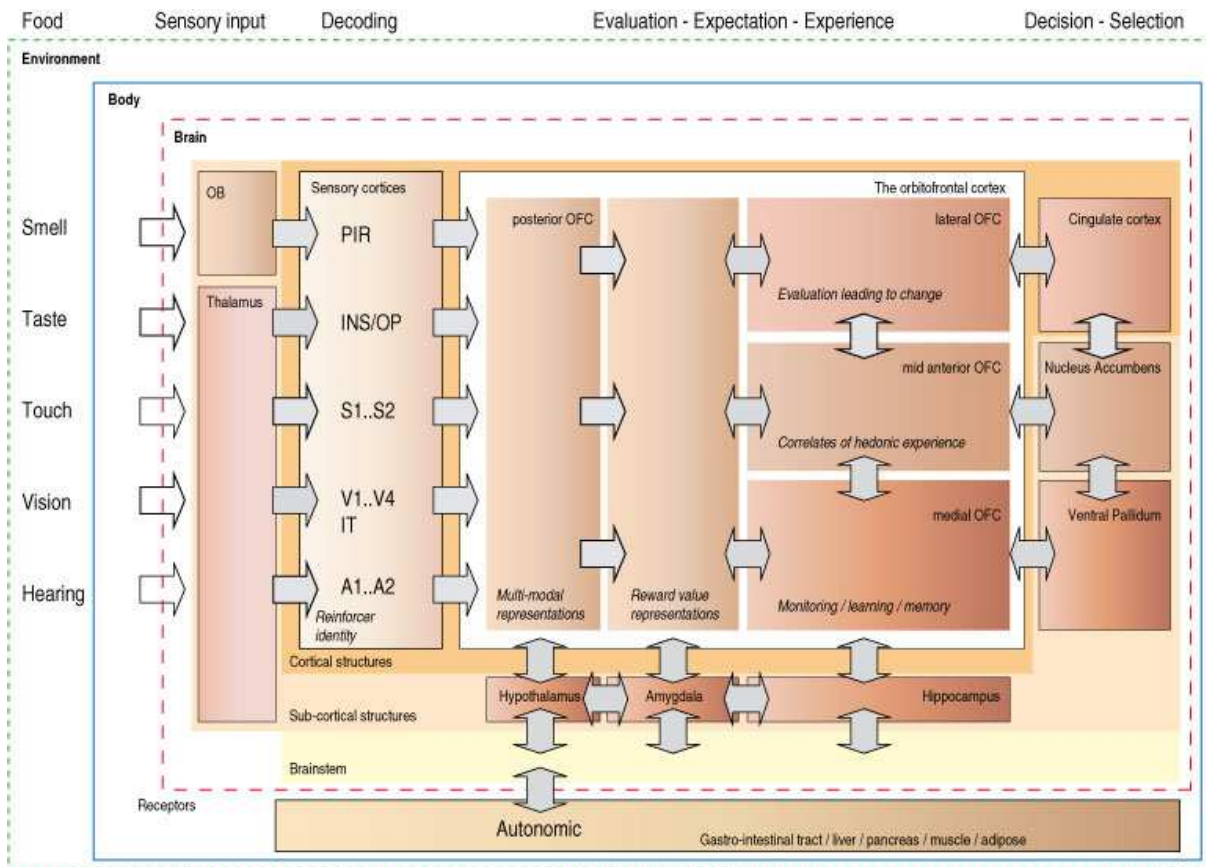 Food Sensory input Decoding Evaluation - Expectation - Experience Decision - Selection
Environment
Body
Brain
OB
Sensory cortices
The orbitofrontal cortex
Smell
PIR
posterior OFC
lateral OFC
Cingulate cortex
Evaluation leading to change
Thalamus
Taste
INS/OP
mid anterior OFC
Nucleus Accumbens
Touch
S1..S2
Correlates of hedonic experience
Vision
V1..V4
IT
medial OFC
Ventral Pallidum
Hearing
A1..A2
Reinforcer
identity
Multi-modal
representations
Reward value
representations
Monitoring / learning / memory
Cortical structures
Hypothalamus
Amygdala
Hippocampus
Sub-cortical structures
Brainstem
Receptors
Autonomic
Gastro-intestinal tract / liver / pancreas / muscle / adipose